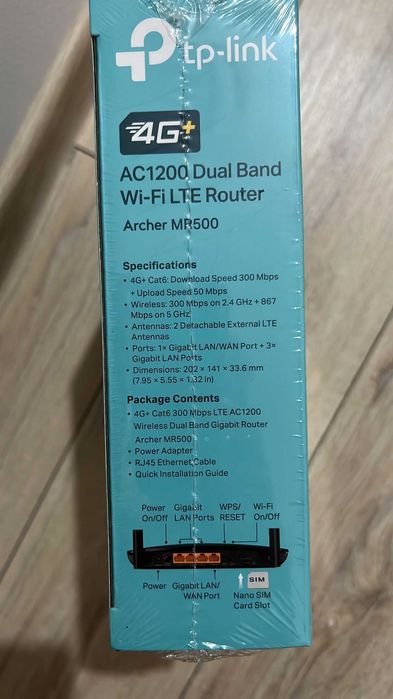 tp-link
4G+
AC1200 Dual Band
Wi-Fi LTE Router
Archer MR500
Specifications
• 4G+ Cat6: Download Speed 300 Mbps
+ Upload Speed 50 Mbps
• Wireless: 300 Mbps on 2.4 GHz + 867
Mbps on 5 GHz
• Antennas: 2 Detachable External LTE
Antennas
• Ports: 1× Gigabit LAN/WAN Port + 3×
Gigabit LAN Ports
• Dimensions: 202 × 141 × 33.6 mm
(7.95 × 5.55 × 1.32 in)
Package Contents
• 4G+ Cat6 300 Mbps LTE AC1200
Wireless Dual Band Gigabit Router
Archer MR500
• Power Adapter
• RJ45 Ethernet Cable
• Quick Installation Guide
Power Gigabit WPS/ Wi-Fi
On/Off LAN Ports RESET On/Off
SIM
Power Gigabit LAN/ Nano SIM
WAN Port Card Slot